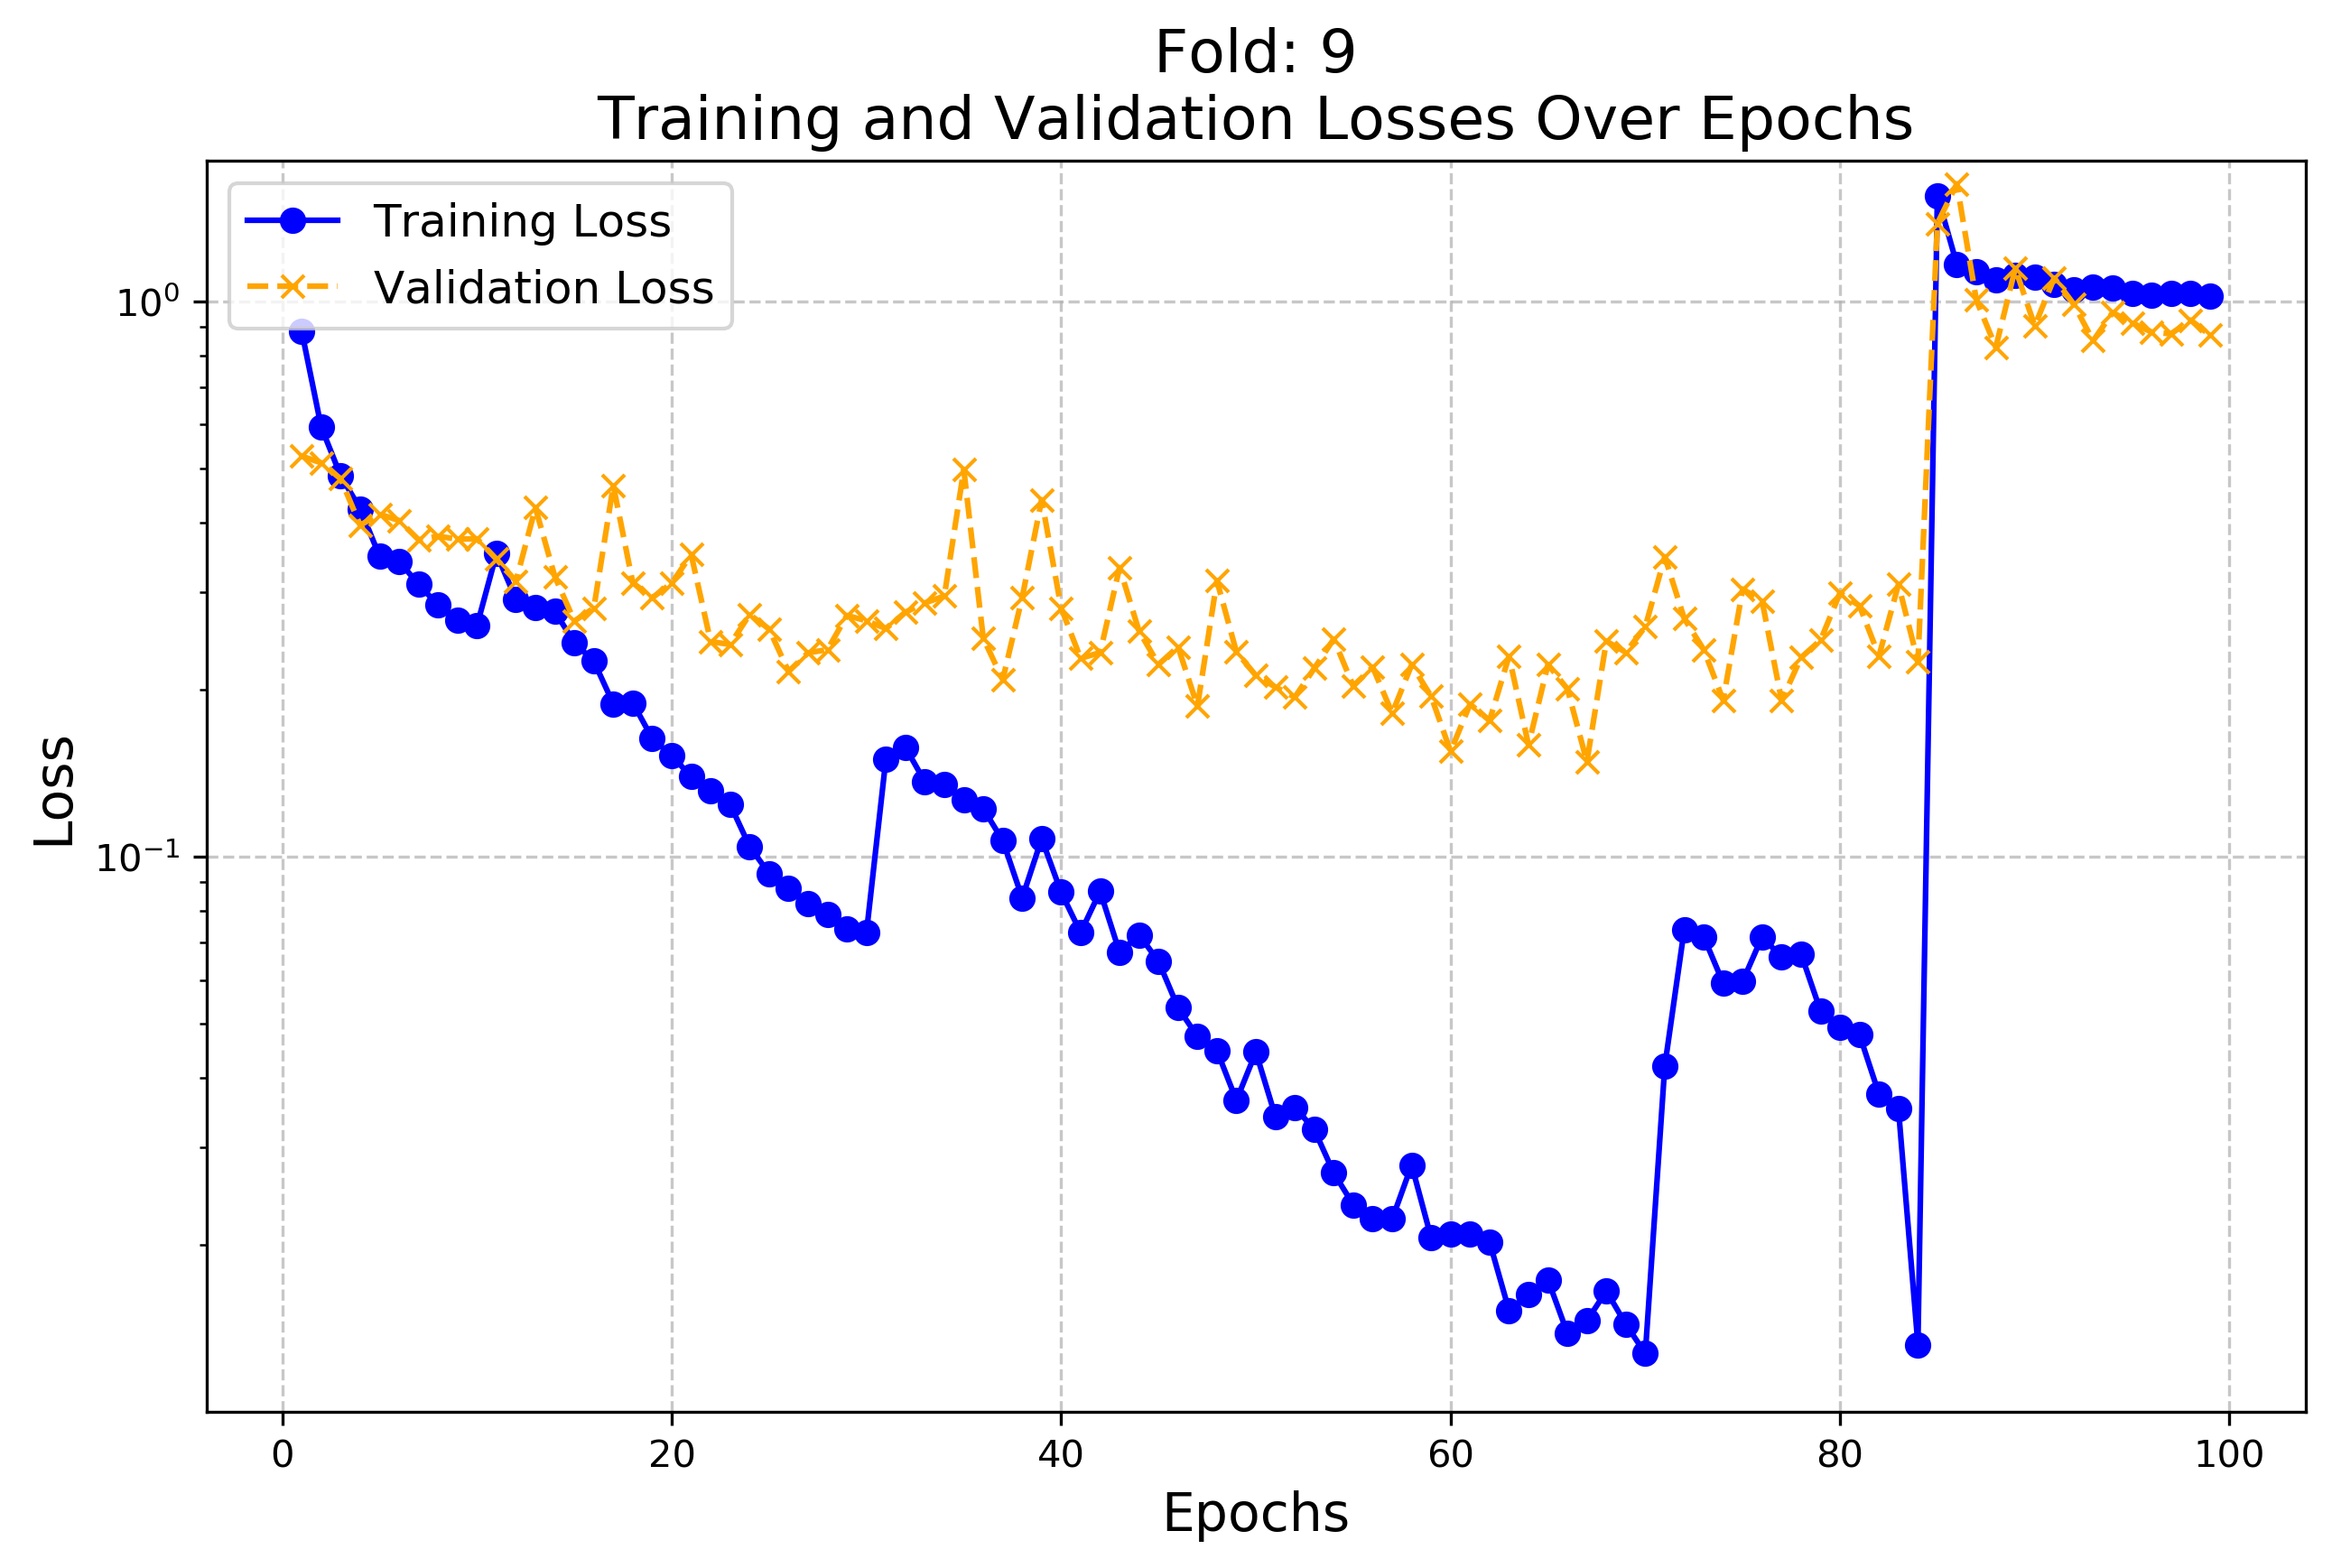 Fold: 9
Training and Validation Losses Over Epochs
Training Loss
Validation Loss
10⁰
10⁻¹
Loss
0 20 40 60 80 100
Epochs